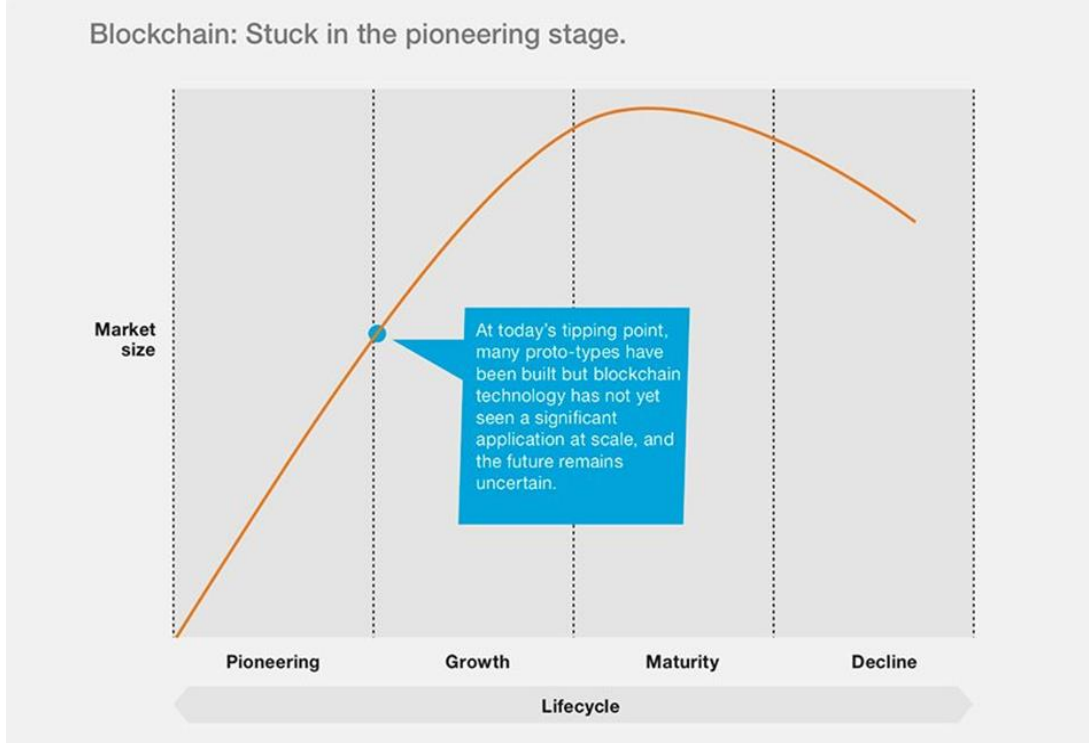 Blockchain: Stuck in the pioneering stage.
Market
size
At today's tipping point,
many proto-types have
been built but blockchain
technology has not yet
seen a significant
application at scale, and
the future remains
uncertain.
Pioneering
Growth
Maturity
Decline
Lifecycle